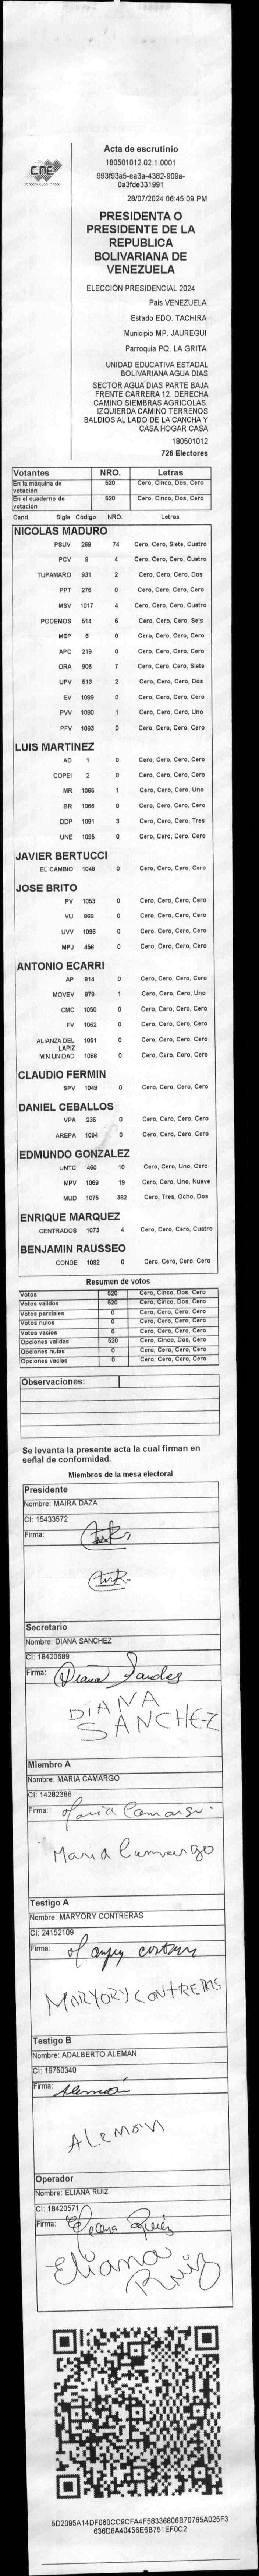 CNE
Acta de escrutinio
180501012.02.1.0001
993f93a5-ea3a-4382-909a-
0a3fde331991
28/07/2024 06:45:09 PM
PRESIDENTA O
PRESIDENTE DE LA
REPUBLICA
BOLIVARIANA DE
VENEZUELA
ELECCIÓN PRESIDENCIAL 2024
Pais VENEZUELA
Estado EDO. TACHIRA
Municipio MP. JAUREGUI
Parroquia PQ. LA GRITA
UNIDAD EDUCATIVA ESTADAL
BOLIVARIANA AGUA DIAS
SECTOR AGUA DIAS PARTE BAJA
FRENTE CARRERA 12. DERECHA
CAMINO SIEMBRAS AGRICOLAS.
IZQUIERDA CAMINO TERRENOS
BALDIOS AL LADO DE LA CANCHA Y
CASA HOGAR CASA
180501012
726 Electores
Votantes NRO. Letras
En la máquina de votación 520 Cero, Cinco, Dos, Cero
En el cuaderno de votación 520 Cero, Cinco, Dos, Cero
Cand. Sigla Código NRO. Letras
NICOLAS MADURO
PSUV 269 74 Cero, Cero, Siete, Cuatro
PCV 9 4 Cero, Cero, Cero, Cuatro
TUPAMARO 931 2 Cero, Cero, Cero, Dos
PPT 276 0 Cero, Cero, Cero, Cero
MSV 1017 4 Cero, Cero, Cero, Cuatro
PODEMOS 514 6 Cero, Cero, Cero, Seis
MEP 6 0 Cero, Cero, Cero, Cero
APC 219 0 Cero, Cero, Cero, Cero
ORA 906 7 Cero, Cero, Cero, Siete
UPV 513 2 Cero, Cero, Cero, Dos
EV 1089 0 Cero, Cero, Cero, Cero
PVV 1090 1 Cero, Cero, Cero, Uno
PFV 1093 0 Cero, Cero, Cero, Cero
LUIS MARTINEZ
AD 1 0 Cero, Cero, Cero, Cero
COPEI 2 0 Cero, Cero, Cero, Cero
MR 1065 1 Cero, Cero, Cero, Uno
BR 1066 0 Cero, Cero, Cero, Cero
DDP 1091 3 Cero, Cero, Cero, Tres
UNE 1095 0 Cero, Cero, Cero, Cero
JAVIER BERTUCCI
EL CAMBIO 1048 0 Cero, Cero, Cero, Cero
JOSE BRITO
PV 1053 0 Cero, Cero, Cero, Cero
VU 868 0 Cero, Cero, Cero, Cero
UVV 1096 0 Cero, Cero, Cero, Cero
MPJ 458 0 Cero, Cero, Cero, Cero
ANTONIO ECARRI
AP 914 0 Cero, Cero, Cero, Cero
MOVEV 878 1 Cero, Cero, Cero, Uno
CMC 1050 0 Cero, Cero, Cero, Cero
FV 1062 0 Cero, Cero, Cero, Cero
ALIANZA DEL LAPIZ 1051 0 Cero, Cero, Cero, Cero
MIN UNIDAD 1068 0 Cero, Cero, Cero, Cero
CLAUDIO FERMIN
SPV 1049 0 Cero, Cero, Cero, Cero
DANIEL CEBALLOS
VPA 236 0 Cero, Cero, Cero, Cero
AREPA 1094 0 Cero, Cero, Cero, Cero
EDMUNDO GONZALEZ
UNTC 460 10 Cero, Cero, Uno, Cero
MPV 1069 19 Cero, Cero, Uno, Nueve
MUD 1075 382 Cero, Tres, Ocho, Dos
ENRIQUE MARQUEZ
CENTRADOS 1073 4 Cero, Cero, Cero, Cuatro
BENJAMIN RAUSSEO
CONDE 1092 0 Cero, Cero, Cero, Cero
Resumen de votos
Votos 520 Cero, Cinco, Dos, Cero
Votos validos 520 Cero, Cinco, Dos, Cero
Votos parciales 0 Cero, Cero, Cero, Cero
Votos nulos 0 Cero, Cero, Cero, Cero
Votos vacios 0 Cero, Cero, Cero, Cero
Opciones validas 520 Cero, Cinco, Dos, Cero
Opciones nulas 0 Cero, Cero, Cero, Cero
Opciones vacias 0 Cero, Cero, Cero, Cero
Observaciones:
Se levanta la presente acta la cual firman en
señal de conformidad.
Miembros de la mesa electoral
Presidente
Nombre: MAIRA DAZA
CI: 15433572
Firma:
Secretario
Nombre: DIANA SANCHEZ
CI: 18420689
Firma: Diana Sanchez
DIANA
SANCHEZ
Miembro A
Nombre: MARIA CAMARGO
CI: 14282386
Firma: Maria Camargo
Maria Camargo
Testigo A
Nombre: MARYORY CONTRERAS
CI: 24152109
Firma:
MARYORY CONTRERAS
Testigo B
Nombre: ADALBERTO ALEMAN
CI: 19750340
Firma: Aleman
ALEMAN
Operador
Nombre: ELIANA RUIZ
CI: 18420571
Firma: Eliana Ruiz
Eliana
Ruiz
5D2095A14DF060CC9CFA4F58336806B70765A025F3
636D6A40456E6B751EF0C2